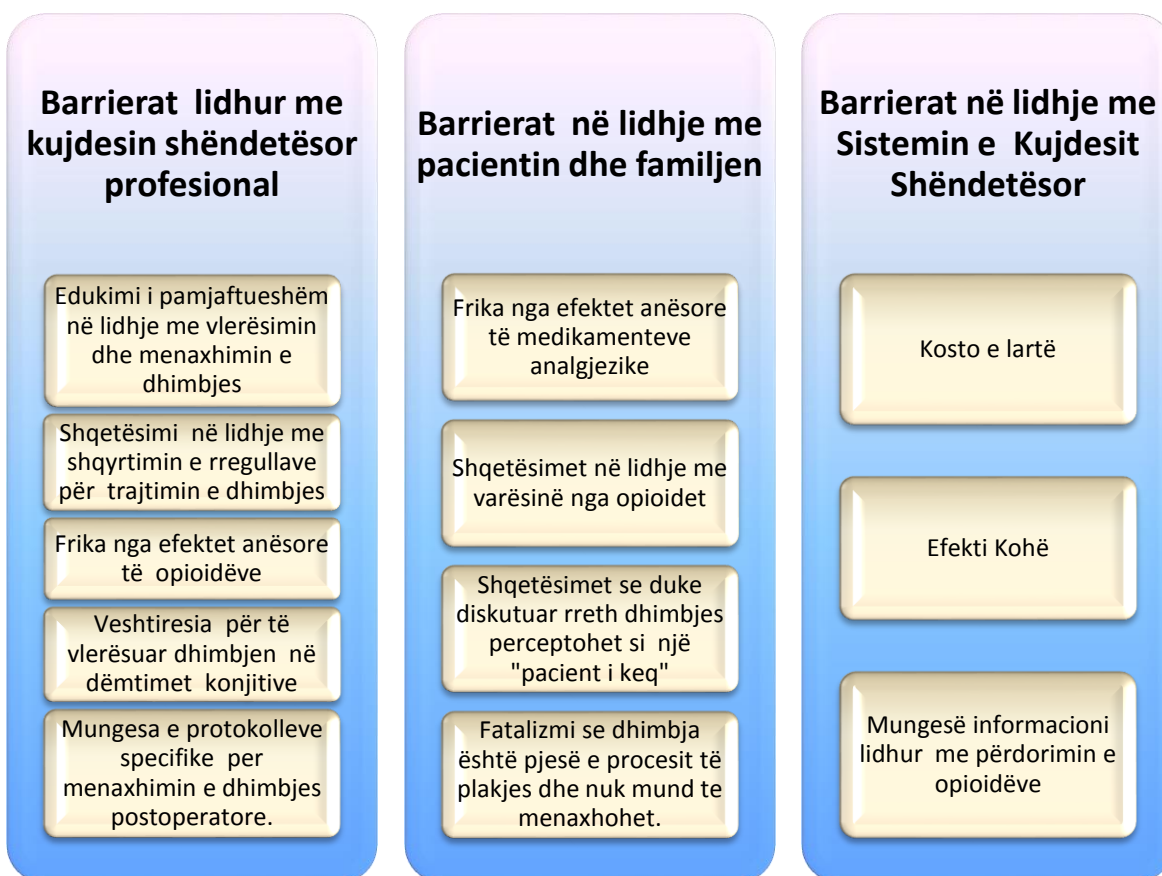 Barrierat lidhur me
kujdesin shëndetësor
profesional
Edukimi i pamjaftueshëm
në lidhje me vlerësimin
dhe menaxhimin e
dhimbjes
Shqetësimi në lidhje me
shqyrtimin e rregullave
për trajtimin e dhimbjes
Frika nga efektet anësore
të opioidëve
Veshtiresia për të
vlerësuar dhimbjen në
dëmtimet konjitive
Mungesa e protokolleve
specifike per
menaxhimin e dhimbjes
postoperatore.
Barrierat në lidhje me
pacientin dhe familjen
Frika nga efektet anësore
të medikamenteve
analgjezike
Shqetësimet në lidhje me
varësinë nga opioidet
Shqetësimet se duke
diskutuar rreth dhimbjes
perceptohet si një
"pacient i keq"
Fatalizmi se dhimbja
është pjesë e procesit të
plakjes dhe nuk mund te
menaxhohet.
Barrierat në lidhje me
Sistemin e Kujdesit
Shëndetësor
Kosto e lartë
Efekti Kohë
Mungesë informacioni
lidhur me përdorimin e
opioidëve